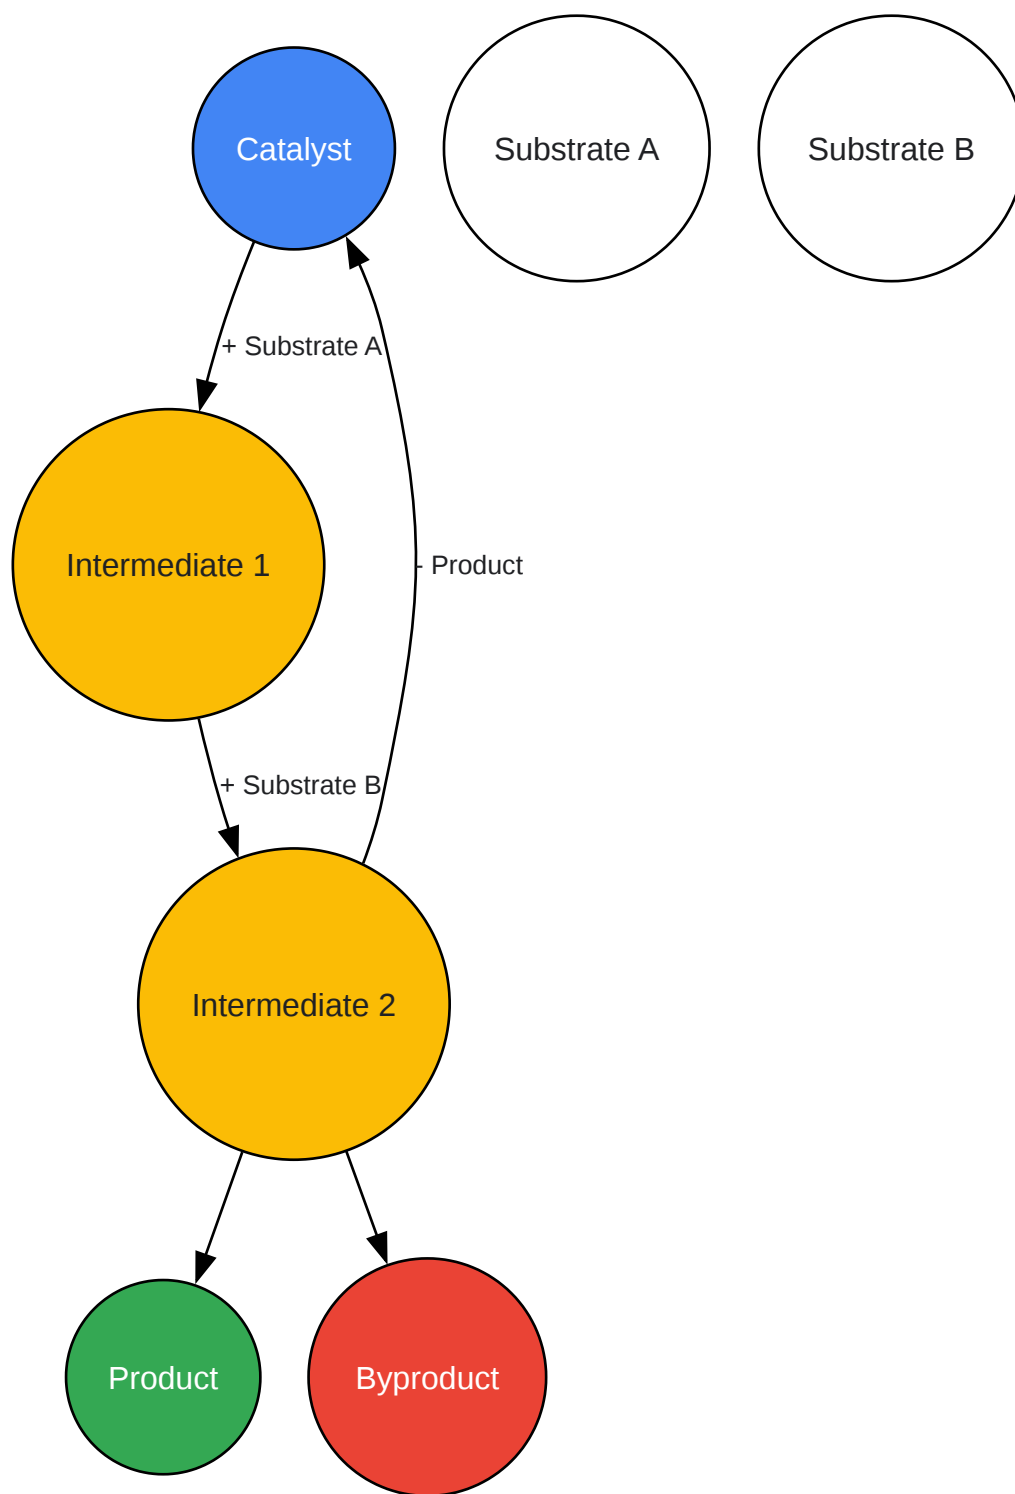 Catalyst
Substrate A
Substrate B
+ Substrate A
Intermediate 1
- Product
+ Substrate B
Intermediate 2
Product
Byproduct